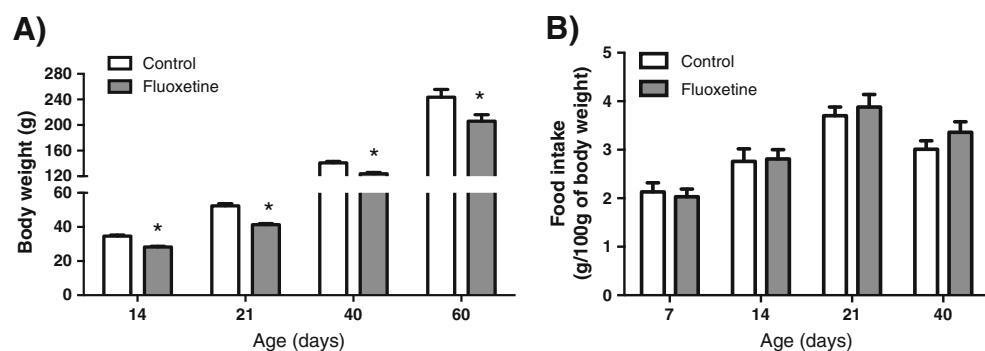 A)
Control
Fluoxetine
Body weight (g)
280
240
200
160
120
60
40
20
0
*
*
*
*
14 21 40 60
Age (days)
B)
Control
Fluoxetine
Food intake
(g/100g of body weight)
5
4
3
2
1
0
7 14 21 40
Age (days)